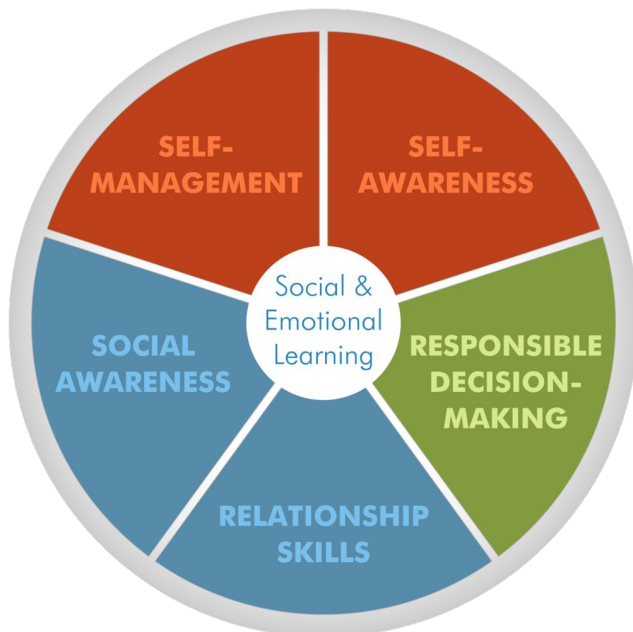 SELF-
MANAGEMENT
SELF-
AWARENESS
Social &
Emotional
Learning
SOCIAL
AWARENESS
RESPONSIBLE
DECISION-
MAKING
RELATIONSHIP
SKILLS